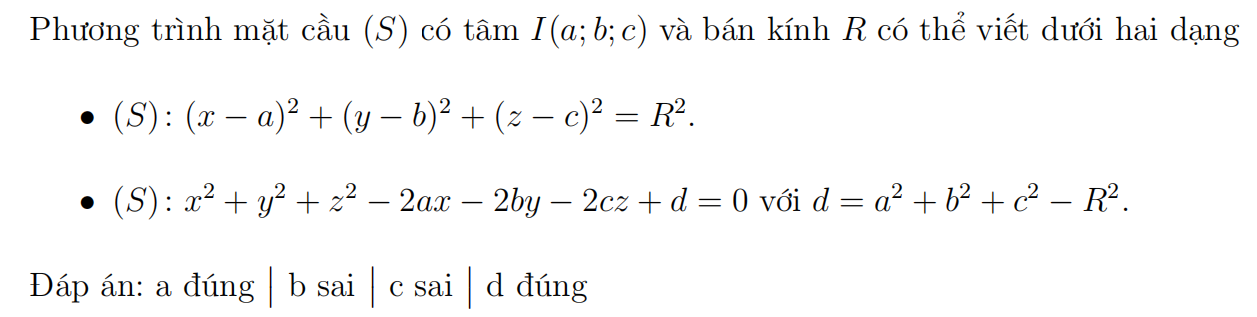 Phương trình mặt cầu (S) có tâm I(a; b; c) và bán kính R có thể viết dưới hai dạng
• (S): (x − a)² + (y − b)² + (z − c)² = R².
• (S): x² + y² + z² − 2ax − 2by − 2cz + d = 0 với d = a² + b² + c² − R².
Đáp án: a đúng | b sai | c sai | d đúng